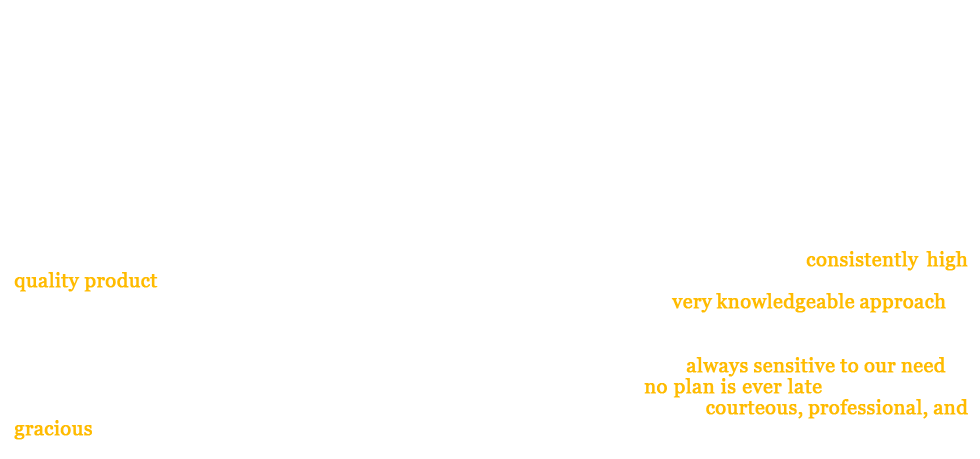 consistently high
quality product
very knowledgeable approach
always sensitive to our need
no plan is ever late
courteous, professional, and
gracious